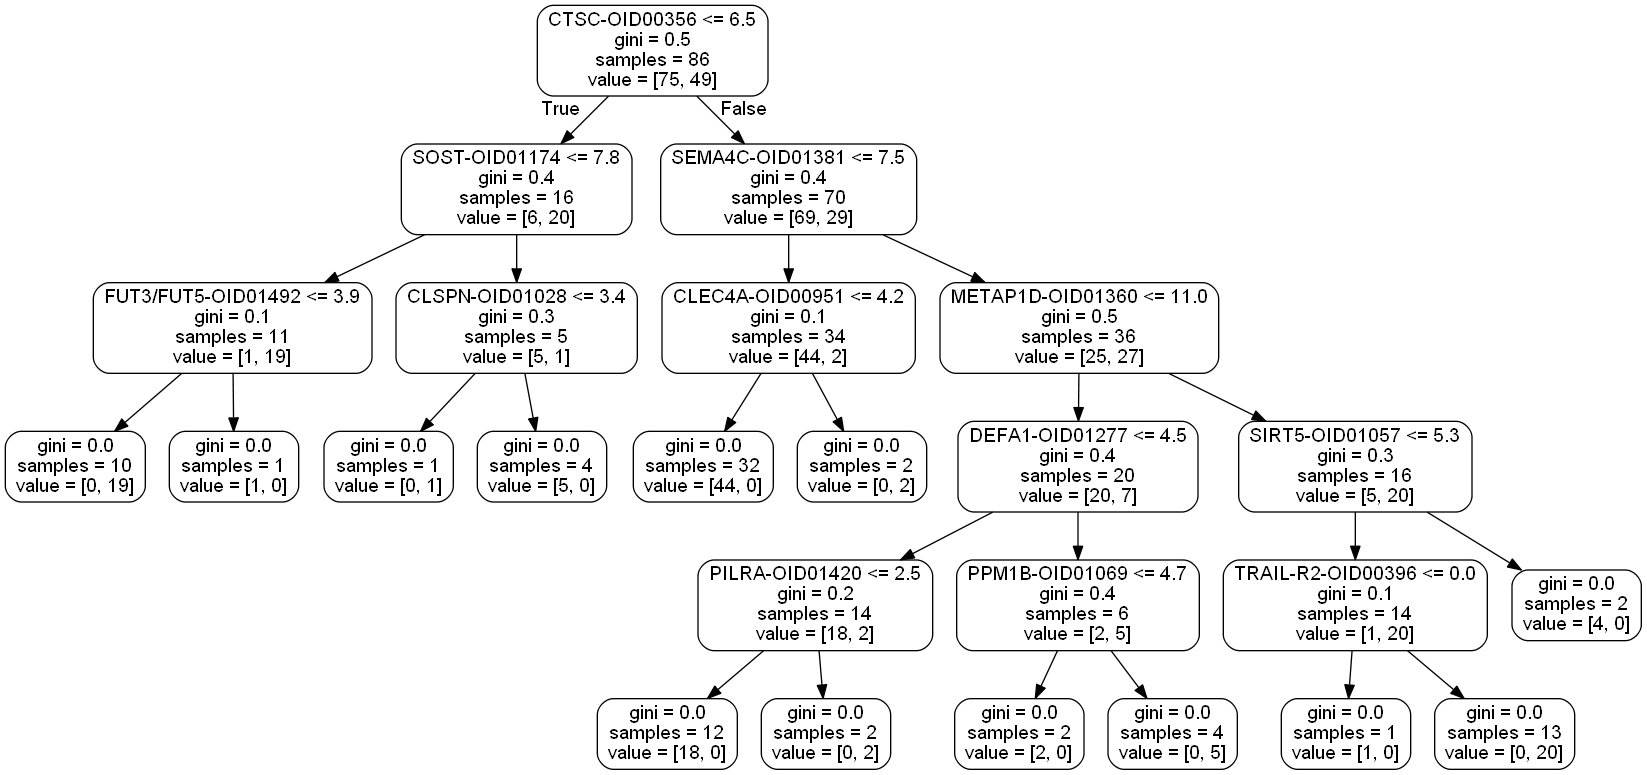 CTSC-OID00356 <= 6.5
gini = 0.5
samples = 86
value = [75, 49]
True
False
SOST-OID01174 <= 7.8
gini = 0.4
samples = 16
value = [6, 20]
SEMA4C-OID01381 <= 7.5
gini = 0.4
samples = 70
value = [69, 29]
FUT3/FUT5-OID01492 <= 3.9
gini = 0.1
samples = 11
value = [1, 19]
CLSPN-OID01028 <= 3.4
gini = 0.3
samples = 5
value = [5, 1]
CLEC4A-OID00951 <= 4.2
gini = 0.1
samples = 34
value = [44, 2]
METAP1D-OID01360 <= 11.0
gini = 0.5
samples = 36
value = [25, 27]
gini = 0.0
samples = 10
value = [0, 19]
gini = 0.0
samples = 1
value = [1, 0]
gini = 0.0
samples = 1
value = [0, 1]
gini = 0.0
samples = 4
value = [5, 0]
gini = 0.0
samples = 32
value = [44, 0]
gini = 0.0
samples = 2
value = [0, 2]
DEFA1-OID01277 <= 4.5
gini = 0.4
samples = 20
value = [20, 7]
SIRT5-OID01057 <= 5.3
gini = 0.3
samples = 16
value = [5, 20]
PILRA-OID01420 <= 2.5
gini = 0.2
samples = 14
value = [18, 2]
PPM1B-OID01069 <= 4.7
gini = 0.4
samples = 6
value = [2, 5]
TRAIL-R2-OID00396 <= 0.0
gini = 0.1
samples = 14
value = [1, 20]
gini = 0.0
samples = 2
value = [4, 0]
gini = 0.0
samples = 12
value = [18, 0]
gini = 0.0
samples = 2
value = [0, 2]
gini = 0.0
samples = 2
value = [2, 0]
gini = 0.0
samples = 4
value = [0, 5]
gini = 0.0
samples = 1
value = [1, 0]
gini = 0.0
samples = 13
value = [0, 20]